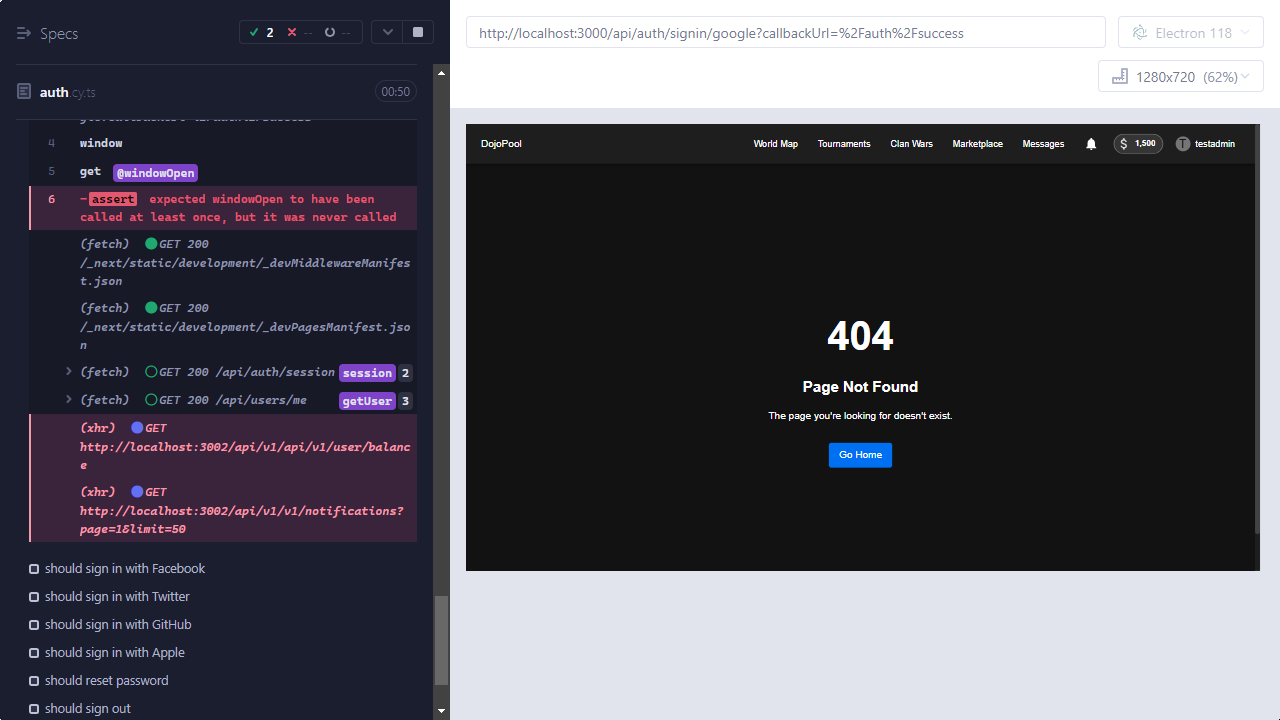 Specs
2
--
--
auth.cy.ts
00:50
4 window
5 get @windowOpen
6 -assert expected windowOpen to have been
called at least once, but it was never called
(fetch) GET 200
/_next/static/development/_devMiddlewareManifes
t.json
(fetch) GET 200
/_next/static/development/_devPagesManifest.jso
n
(fetch) GET 200 /api/auth/session session 2
(fetch) GET 200 /api/users/me getUser 3
(xhr) GET
http://localhost:3002/api/v1/api/v1/user/balanc
e
(xhr) GET
http://localhost:3002/api/v1/v1/notifications?
page=1&limit=50
should sign in with Facebook
should sign in with Twitter
should sign in with GitHub
should sign in with Apple
should reset password
should sign out
http://localhost:3000/api/auth/signin/google?callbackUrl=%2Fauth%2Fsuccess
Electron 118
1280x720 (62%)
DojoPool
World Map
Tournaments
Clan Wars
Marketplace
Messages
$ 1,500
T testadmin
404
Page Not Found
The page you're looking for doesn't exist.
Go Home